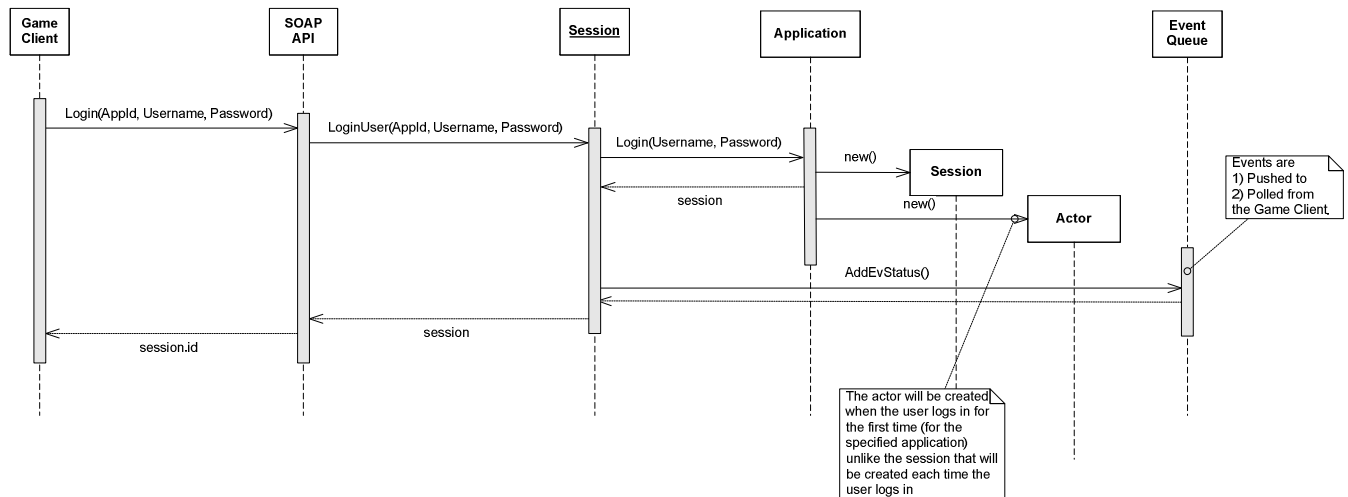 Game
Client
SOAP
API
Session
Application
Event
Queue
Login(AppId, Username, Password)
LoginUser(AppId, Username, Password)
Login(Username, Password)
new()
Session
session
new()
Actor
Events are
1) Pushed to
2) Polled from
the Game Client.
AddEvStatus()
session
session.id
The actor will be created
when the user logs in for
the first time (for the
specified application)
unlike the session that will
be created each time the
user logs in